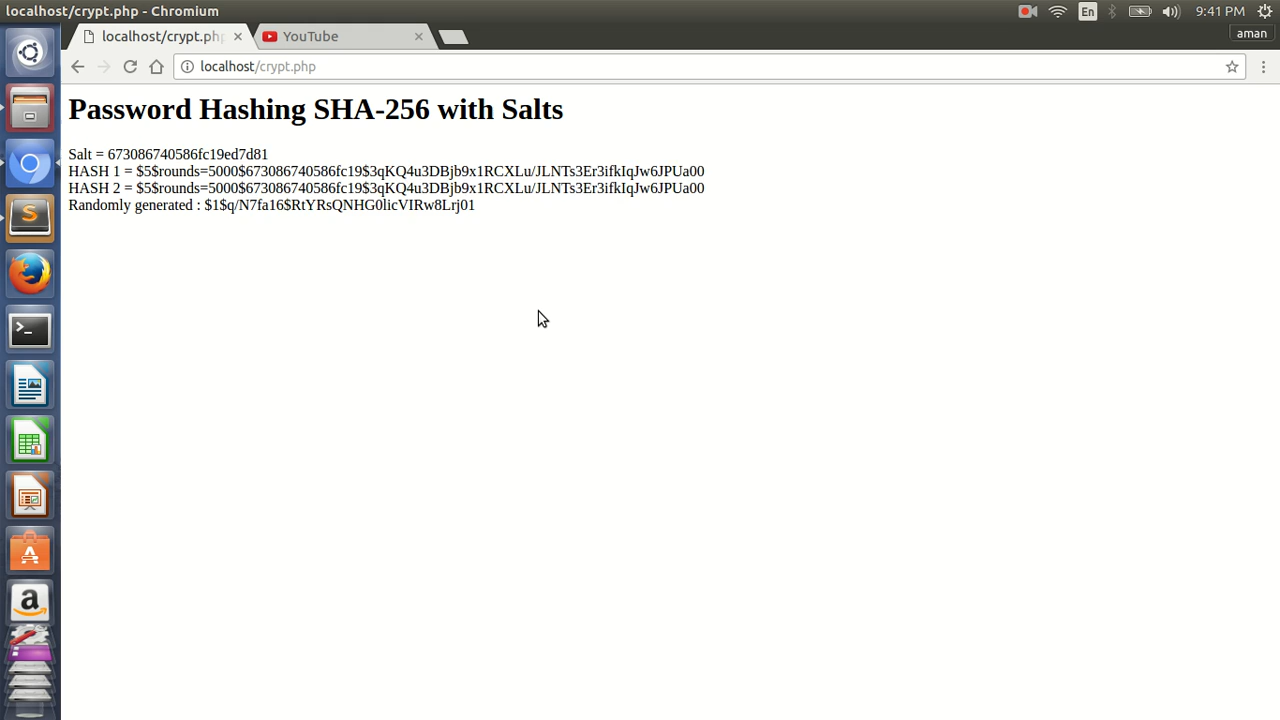 localhost/crypt.php - Chromium
En
9:41 PM
localhost/crypt.php
YouTube
aman
localhost/crypt.php
Password Hashing SHA-256 with Salts
Salt = 673086740586fc19ed7d81
HASH 1 = $5$rounds=5000$673086740586fc19$3qKQ4u3DBjb9x1RCXLu/JLNTs3Er3ifkIqJw6JPUa00
HASH 2 = $5$rounds=5000$673086740586fc19$3qKQ4u3DBjb9x1RCXLu/JLNTs3Er3ifkIqJw6JPUa00
Randomly generated : $1$q/N7fa16$RtYRsQNHG0licVIRw8Lrj01